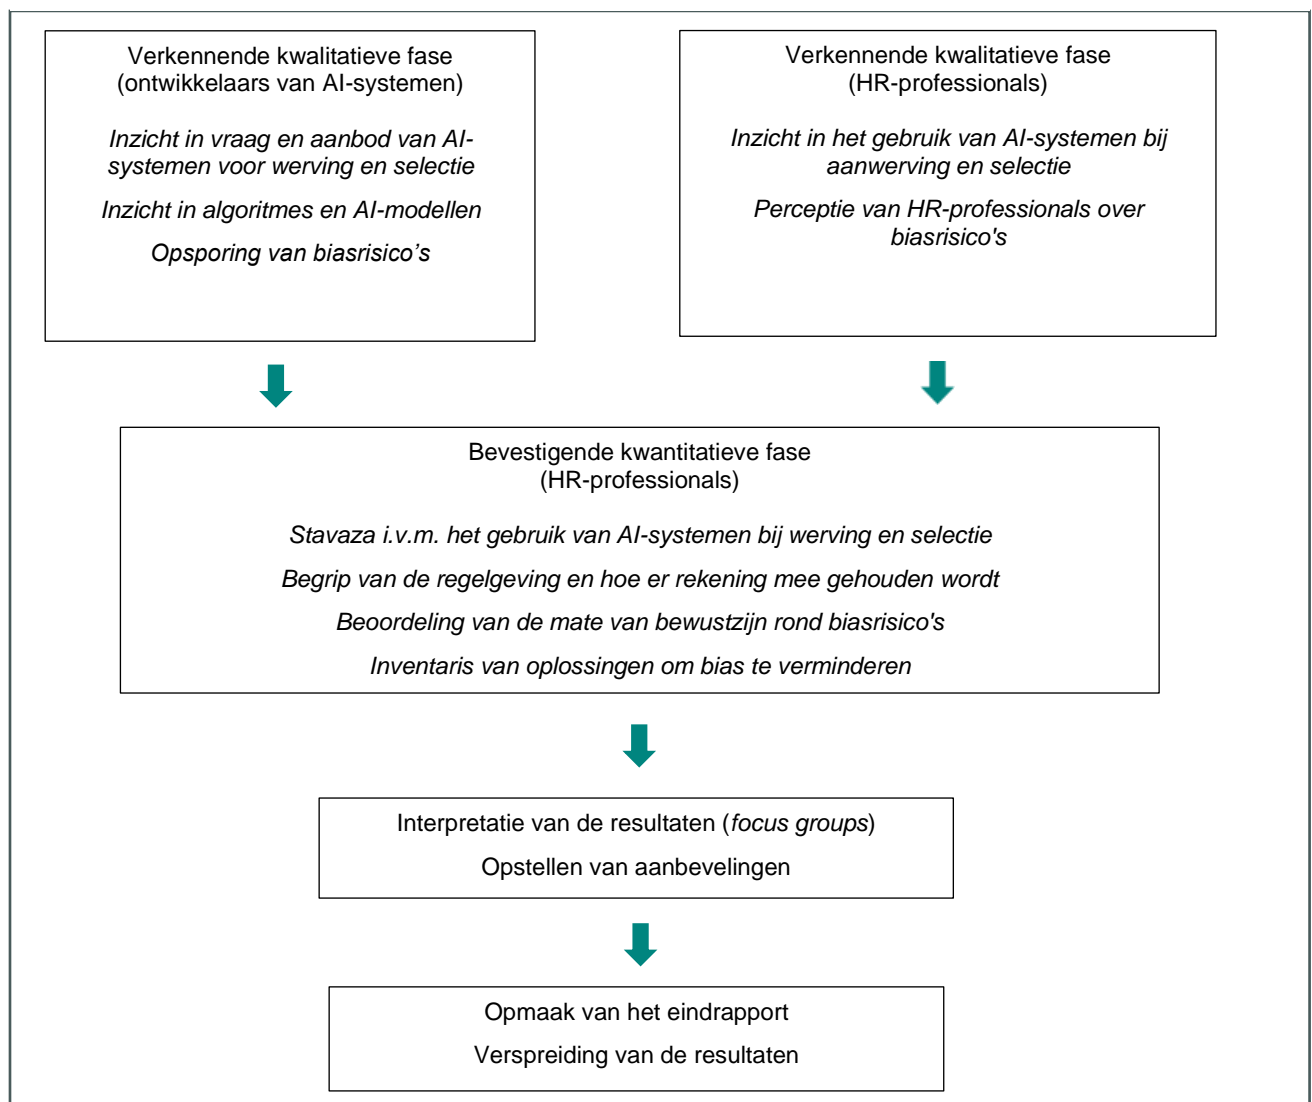 Verkennende kwalitatieve fase
(ontwikkelaars van AI-systemen)
Inzicht in vraag en aanbod van AI-
systemen voor werving en selectie
Inzicht in algoritmes en AI-modellen
Opsporing van biasrisico’s
Verkennende kwalitatieve fase
(HR-professionals)
Inzicht in het gebruik van AI-systemen bij
aanwerving en selectie
Perceptie van HR-professionals over
biasrisico's
Bevestigende kwantitatieve fase
(HR-professionals)
Stavaza i.v.m. het gebruik van AI-systemen bij werving en selectie
Begrip van de regelgeving en hoe er rekening mee gehouden wordt
Beoordeling van de mate van bewustzijn rond biasrisico's
Inventaris van oplossingen om bias te verminderen
Interpretatie van de resultaten (focus groups)
Opstellen van aanbevelingen
Opmaak van het eindrapport
Verspreiding van de resultaten